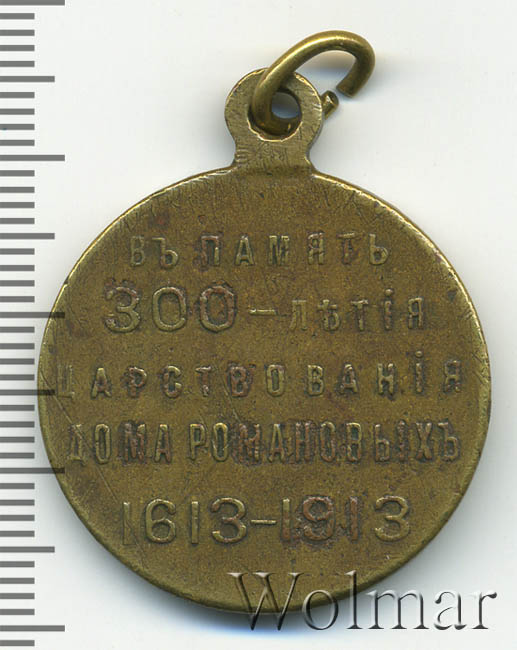 ВЪ ПАМЯТЬ
300-ЛѢТІЯ
ЦАРСТВОВАНІЯ
ДОМА РОМАНОВЫХЪ
1613-1913
Wolmar